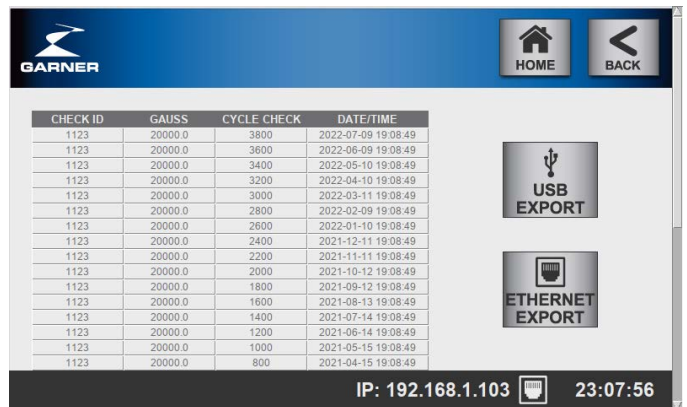 GARNER
HOME
BACK
CHECK ID GAUSS CYCLE CHECK DATE/TIME
1123 20000.0 3800 2022-07-09 19:08:49
1123 20000.0 3600 2022-06-09 19:08:49
1123 20000.0 3400 2022-05-10 19:08:49
1123 20000.0 3200 2022-04-10 19:08:49
1123 20000.0 3000 2022-03-11 19:08:49
1123 20000.0 2800 2022-02-09 19:08:49
1123 20000.0 2600 2022-01-10 19:08:49
1123 20000.0 2400 2021-12-11 19:08:49
1123 20000.0 2200 2021-11-11 19:08:49
1123 20000.0 2000 2021-10-12 19:08:49
1123 20000.0 1800 2021-09-12 19:08:49
1123 20000.0 1600 2021-08-13 19:08:49
1123 20000.0 1400 2021-07-14 19:08:49
1123 20000.0 1200 2021-06-14 19:08:49
1123 20000.0 1000 2021-05-15 19:08:49
1123 20000.0 800 2021-04-15 19:08:49
USB
EXPORT
ETHERNET
EXPORT
IP: 192.168.1.103 23:07:56